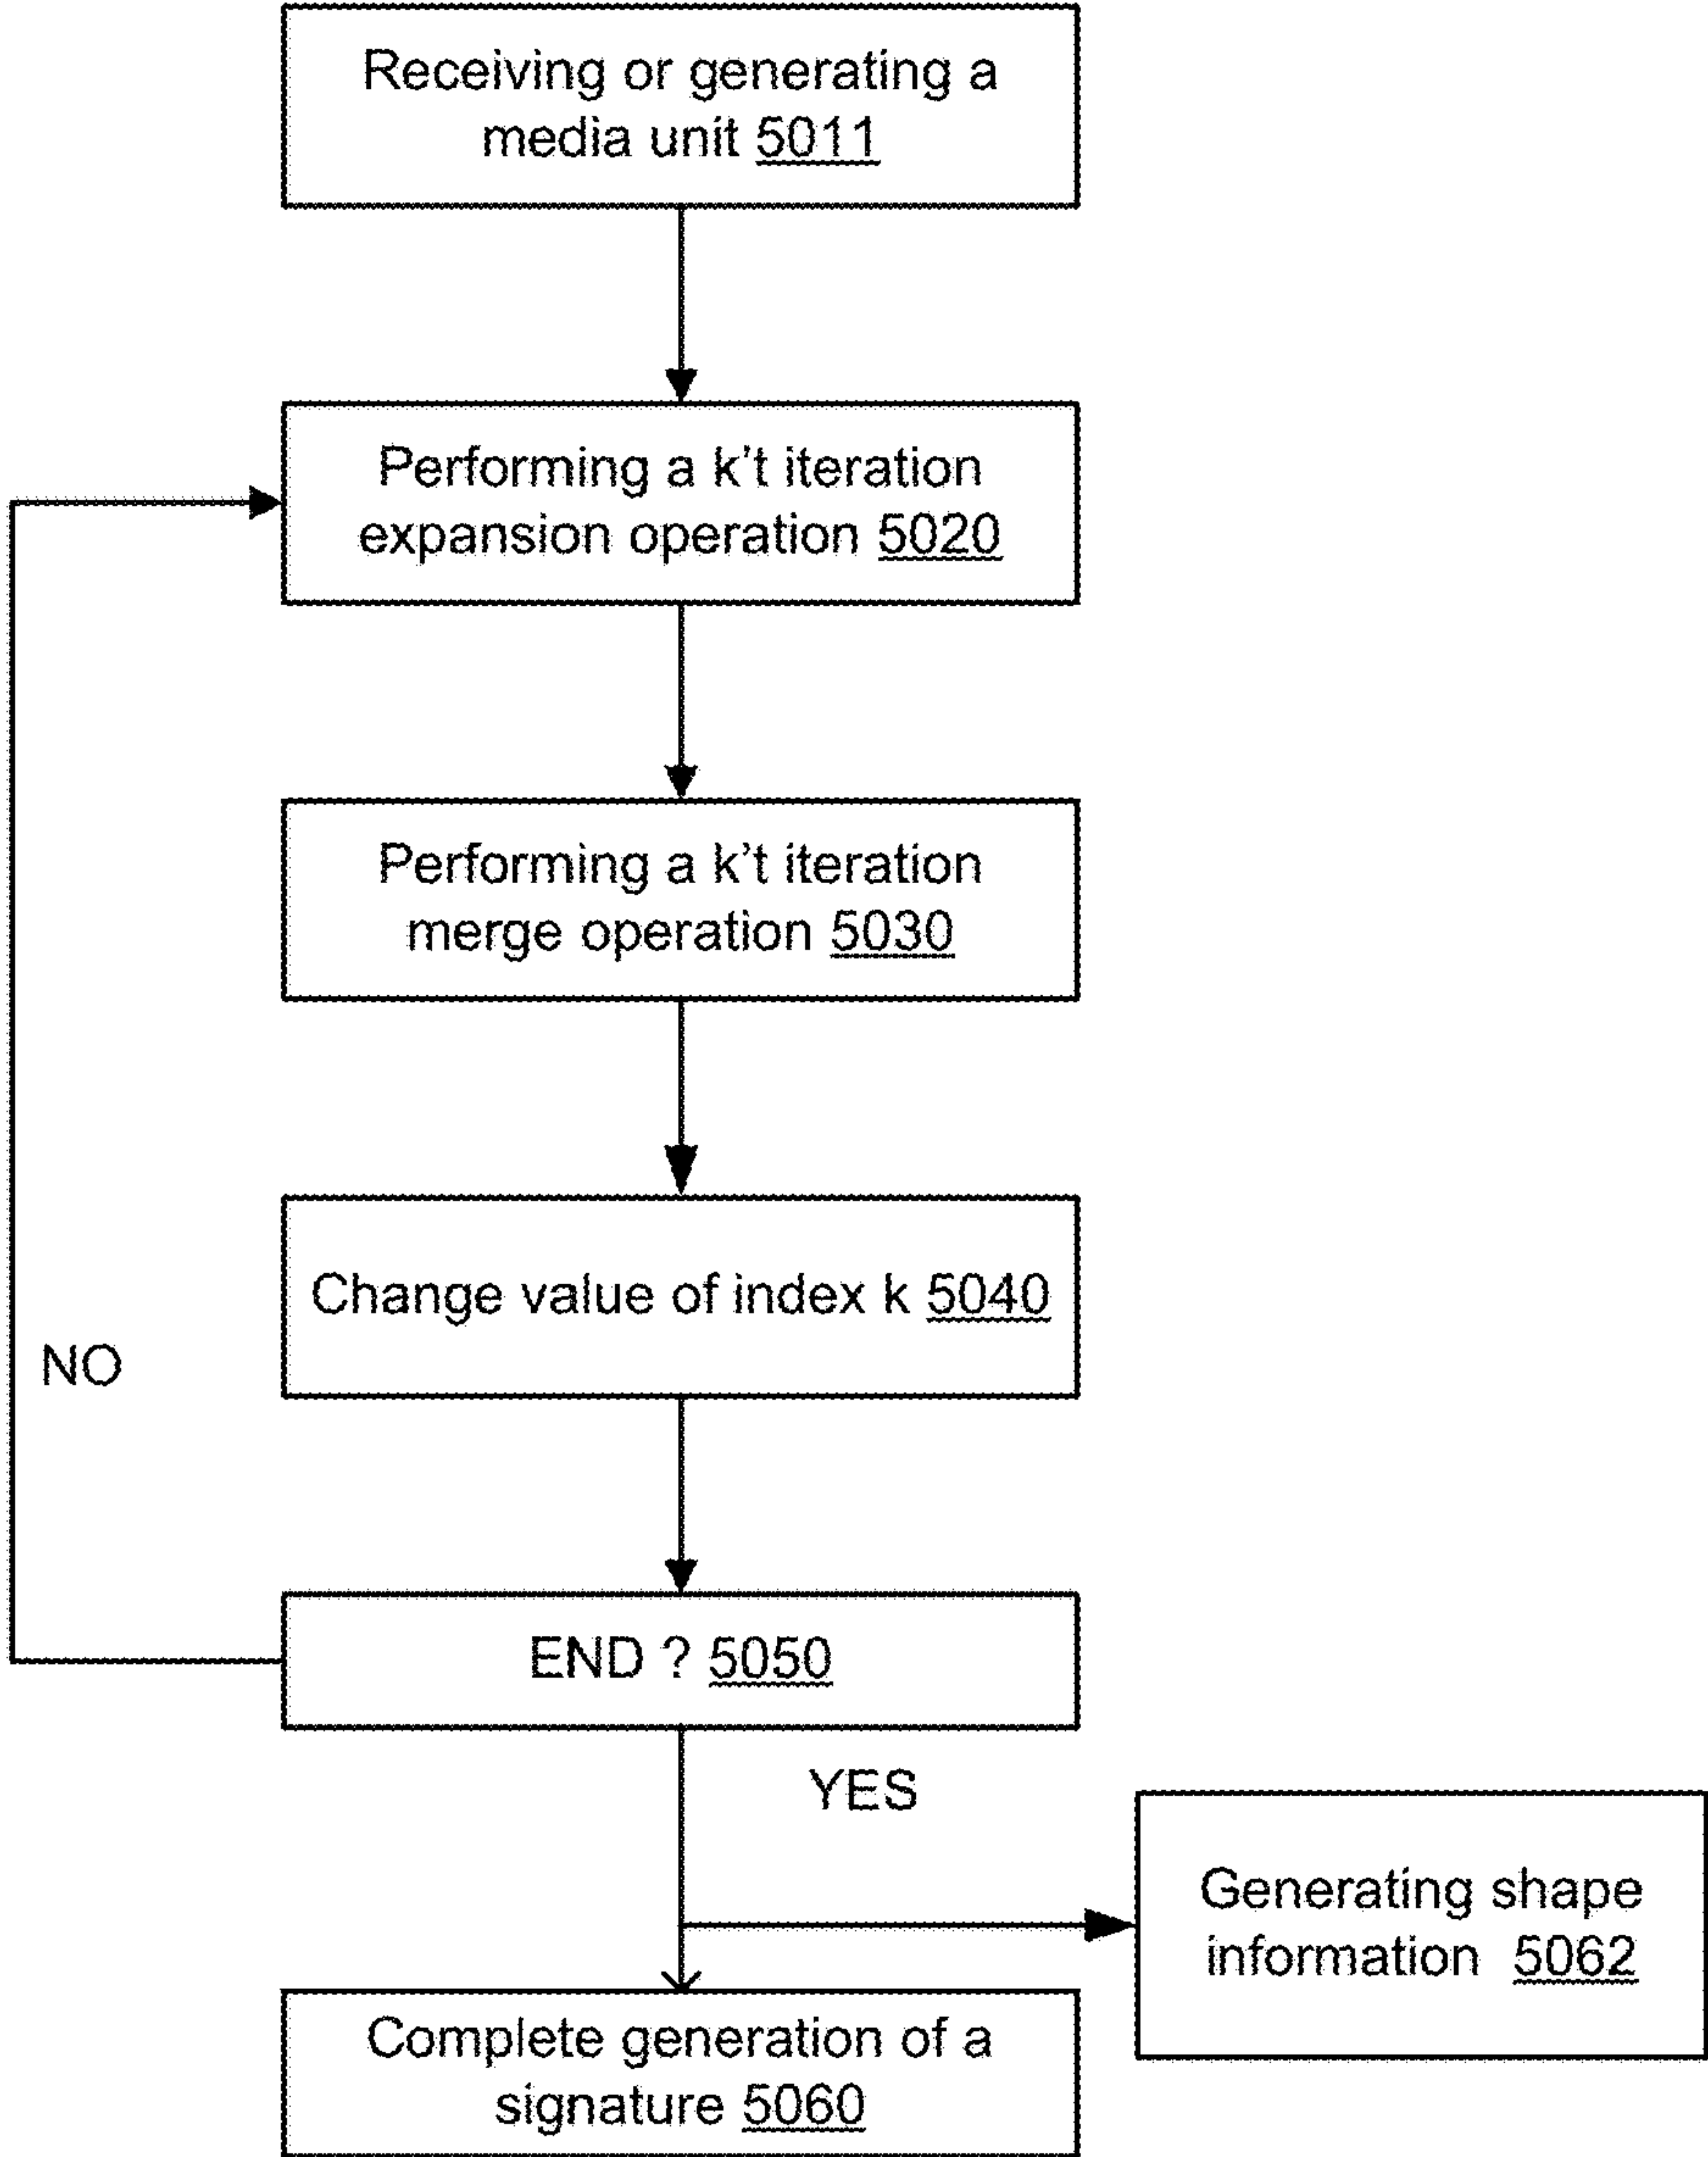 Receiving or generating a
media unit 5011
Performing a k't iteration
expansion operation 5020
Performing a k't iteration
merge operation 5030
Change value of index k 5040
NO
END ? 5050
YES
Generating shape
information 5062
Complete generation of a
signature 5060